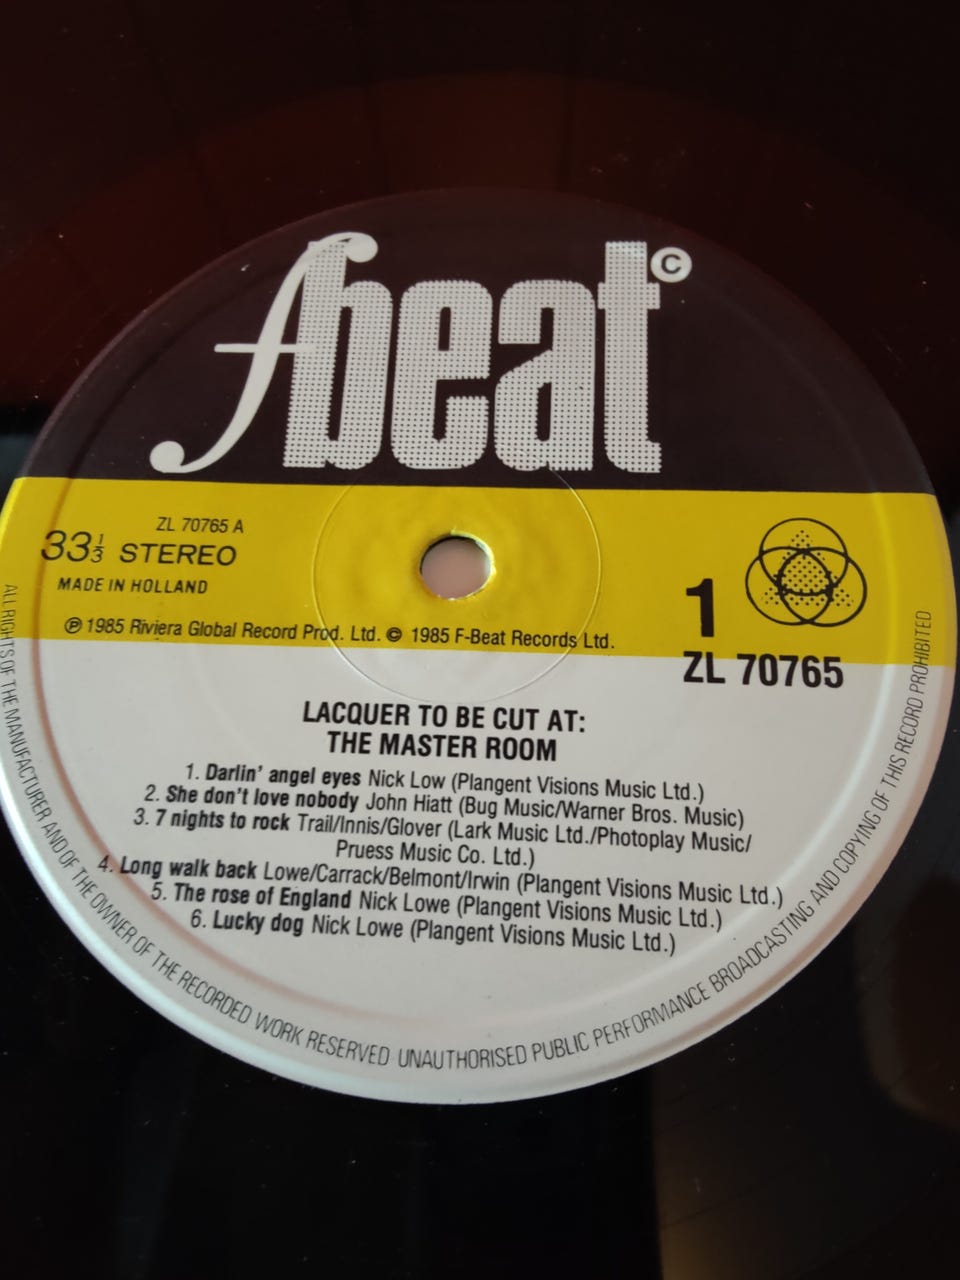 fbeat ©
ZL 70765 A
33⅓ STEREO
MADE IN HOLLAND
℗ 1985 Riviera Global Record Prod. Ltd. © 1985 F-Beat Records Ltd.
1
ZL 70765
LACQUER TO BE CUT AT:
THE MASTER ROOM
1. Darlin' angel eyes Nick Low (Plangent Visions Music Ltd.)
2. She don't love nobody John Hiatt (Bug Music/Warner Bros. Music)
3. 7 nights to rock Trail/Innis/Glover (Lark Music Ltd./Photoplay Music/
Pruess Music Co. Ltd.)
4. Long walk back Lowe/Carrack/Belmont/Irwin (Plangent Visions Music Ltd.)
5. The rose of England Nick Lowe (Plangent Visions Music Ltd.)
6. Lucky dog Nick Lowe (Plangent Visions Music Ltd.)
ALL RIGHTS OF THE MANUFACTURER AND OF THE OWNER OF THE RECORDED WORK RESERVED UNAUTHORISED PUBLIC PERFORMANCE BROADCASTING AND COPYING OF THIS RECORD PROHIBITED